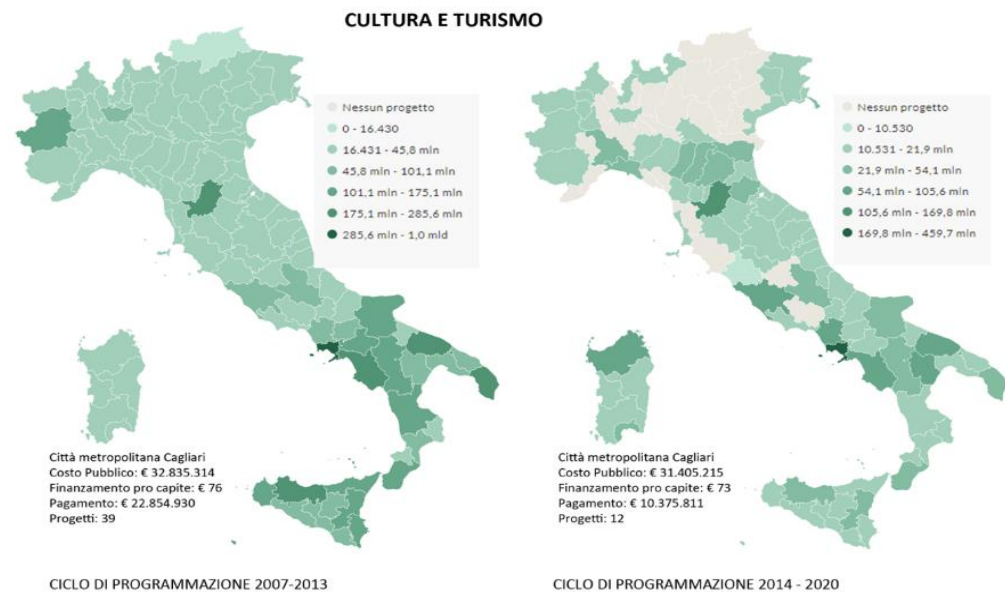 CULTURA E TURISMO
Nessun progetto
0 - 16.430
16.431 - 45,8 mln
45,8 mln - 101,1 mln
101,1 mln - 175,1 mln
175,1 mln - 285,6 mln
285,6 mln - 1,0 mld
Nessun progetto
0 - 10.530
10.531 - 21,9 mln
21,9 mln - 54,1 mln
54,1 mln - 105,6 mln
105,6 mln - 169,8 mln
169,8 mln - 459,7 mln
Città metropolitana Cagliari
Costo Pubblico: € 32.835.314
Finanzamento pro capite: € 76
Pagamento: € 22.854.930
Progetti: 39
Città metropolitana Cagliari
Costo Pubblico: € 31.405.215
Finanzamento pro capite: € 73
Pagamento: € 10.375.811
Progetti: 12
CICLO DI PROGRAMMAZIONE 2007-2013
CICLO DI PROGRAMMAZIONE 2014 - 2020